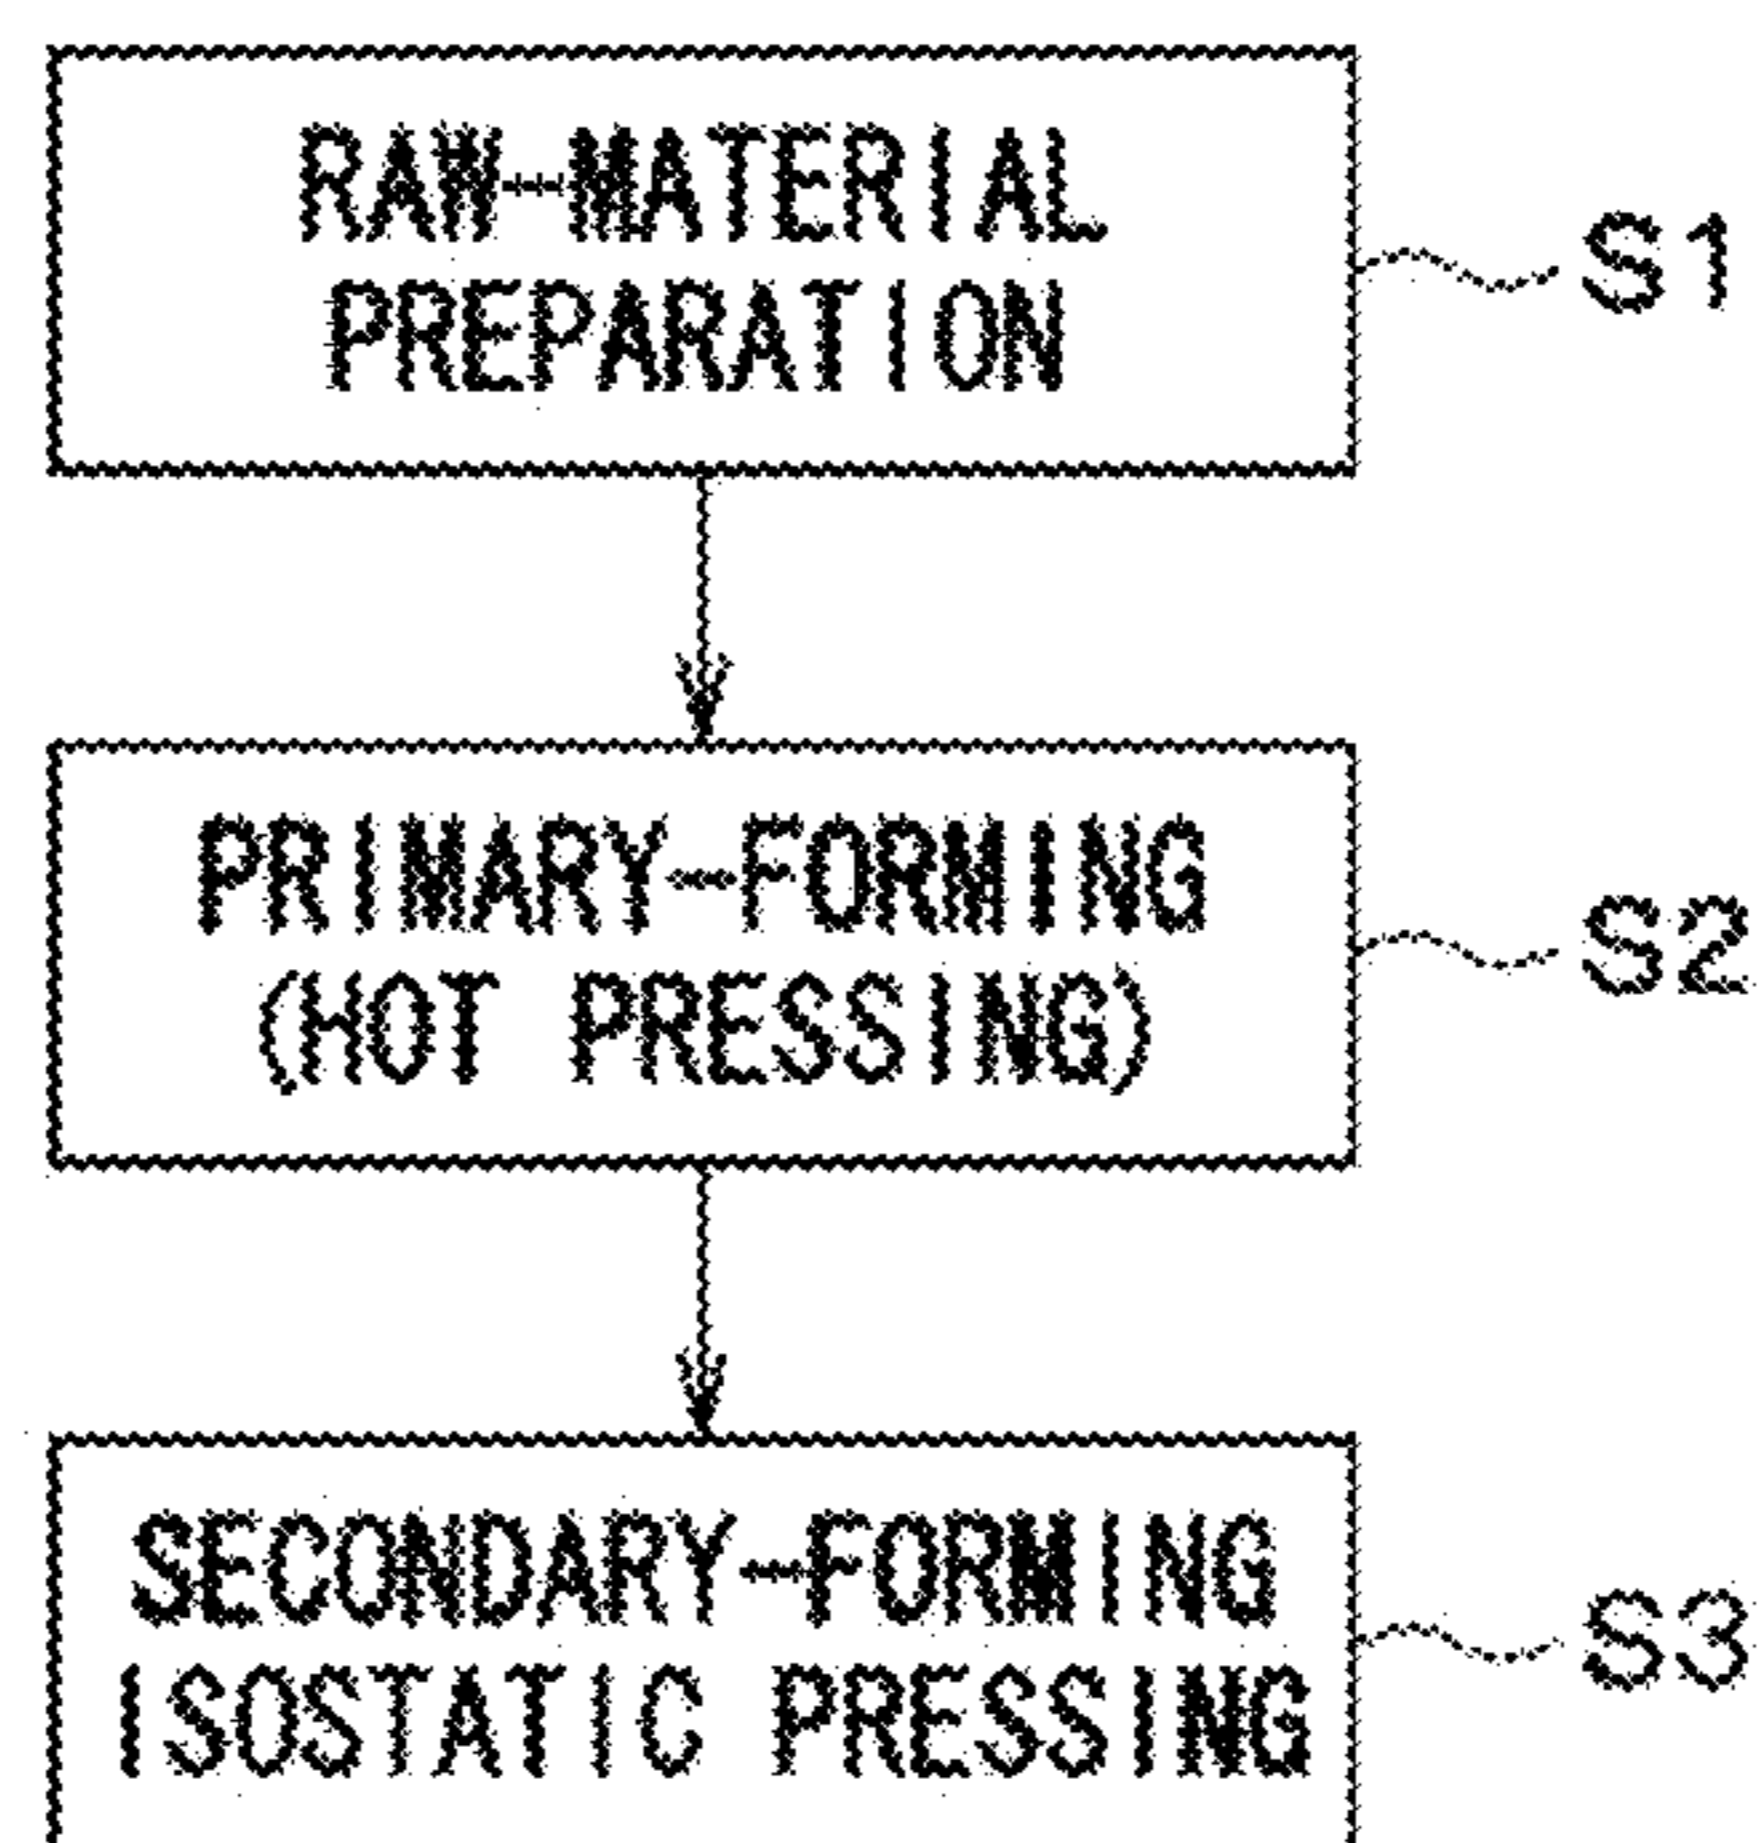 RAW-MATERIAL
PREPARATION
S1
PRIMARY-FORMING
(HOT PRESSING)
S2
SECONDARY-FORMING
ISOSTATIC PRESSING
S3